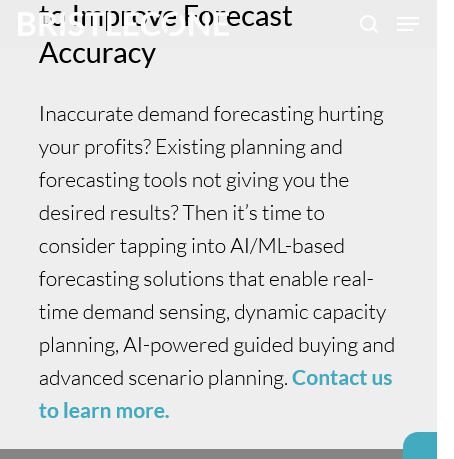 BRISTLECONE
to Improve Forecast
Accuracy
Inaccurate demand forecasting hurting
your profits? Existing planning and
forecasting tools not giving you the
desired results? Then it’s time to
consider tapping into AI/ML-based
forecasting solutions that enable real-
time demand sensing, dynamic capacity
planning, AI-powered guided buying and
advanced scenario planning. Contact us
to learn more.